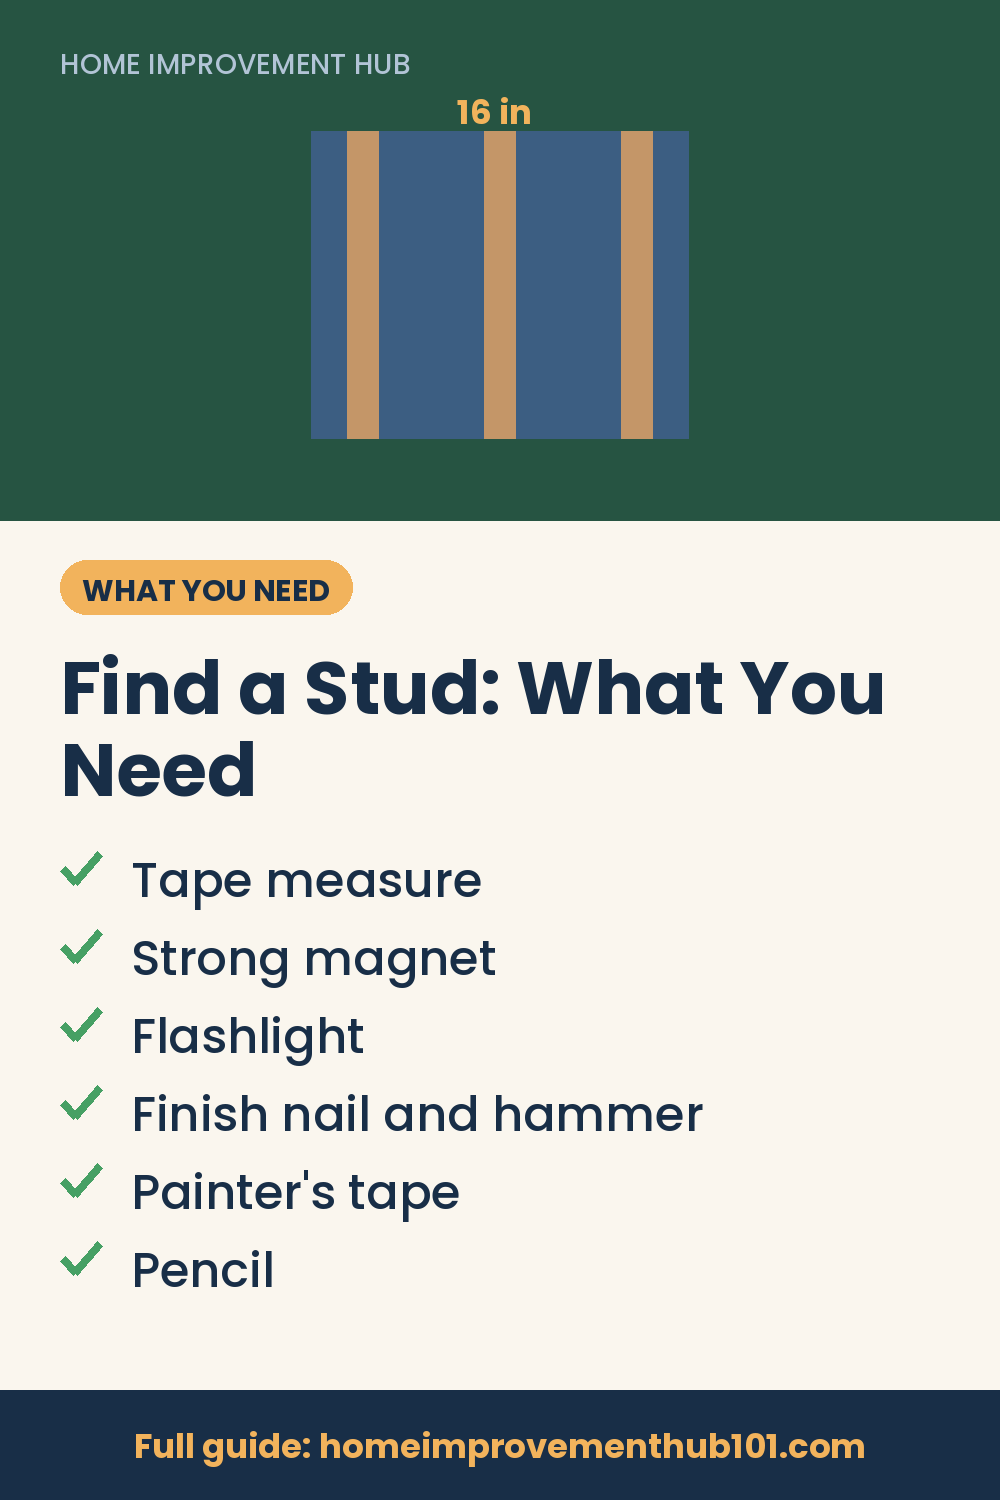 HOME IMPROVEMENT HUB
16 in
WHAT YOU NEED
Find a Stud: What You
Need
Tape measure
Strong magnet
Flashlight
Finish nail and hammer
Painter's tape
Pencil
Full guide: homeimprovementhub101.com